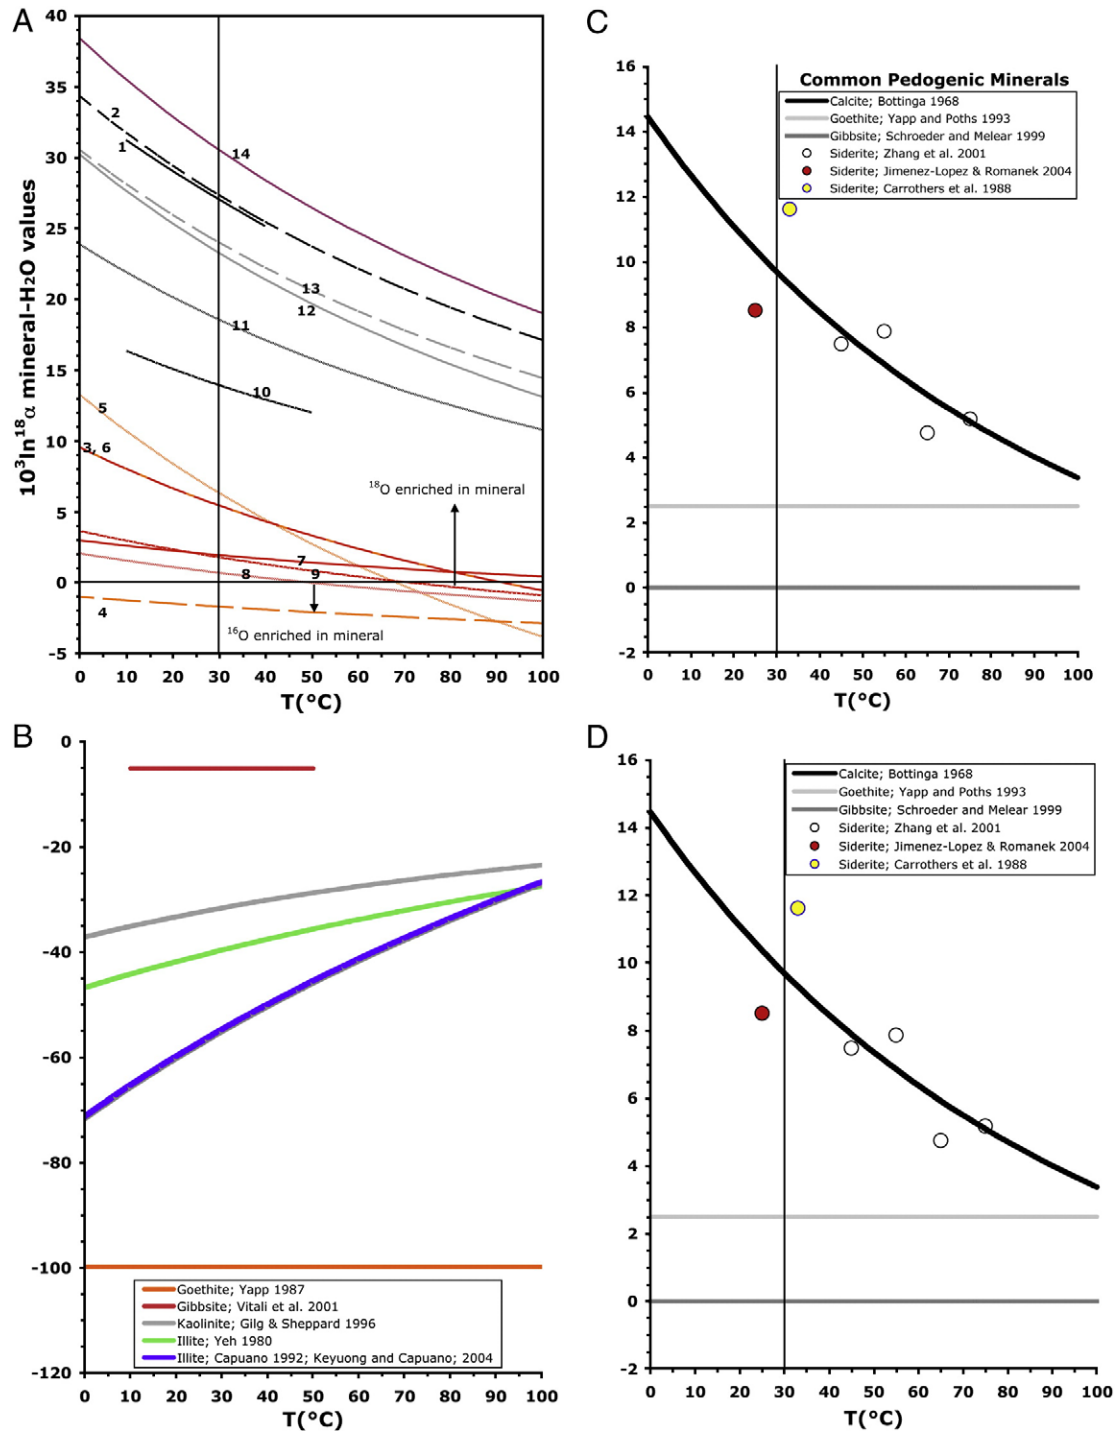 A
40
35
30
25
20
15
10
5
0
-5
10³ln¹⁸α mineral-H₂O values
2
1
14
13
12
11
10
5
3, 6
7
8
9
4
¹⁸O enriched in mineral
¹⁶O enriched in mineral
0 10 20 30 40 50 60 70 80 90 100
T(°C)
C
16
14
12
10
8
6
4
2
0
-2
Common Pedogenic Minerals
Calcite; Bottinga 1968
Goethite; Yapp and Poths 1993
Gibbsite; Schroeder and Melear 1999
Siderite; Zhang et al. 2001
Siderite; Jimenez-Lopez & Romanek 2004
Siderite; Carrothers et al. 1988
0 10 20 30 40 50 60 70 80 90 100
T(°C)
B
0
-20
-40
-60
-80
-100
-120
Goethite; Yapp 1987
Gibbsite; Vitali et al. 2001
Kaolinite; Gilg & Sheppard 1996
Illite; Yeh 1980
Illite; Capuano 1992; Keyuong and Capuano; 2004
0 10 20 30 40 50 60 70 80 90 100
T(°C)
D
16
14
12
10
8
6
4
2
0
-2
Calcite; Bottinga 1968
Goethite; Yapp and Poths 1993
Gibbsite; Schroeder and Melear 1999
Siderite; Zhang et al. 2001
Siderite; Jimenez-Lopez & Romanek 2004
Siderite; Carrothers et al. 1988
0 10 20 30 40 50 60 70 80 90 100
T(°C)